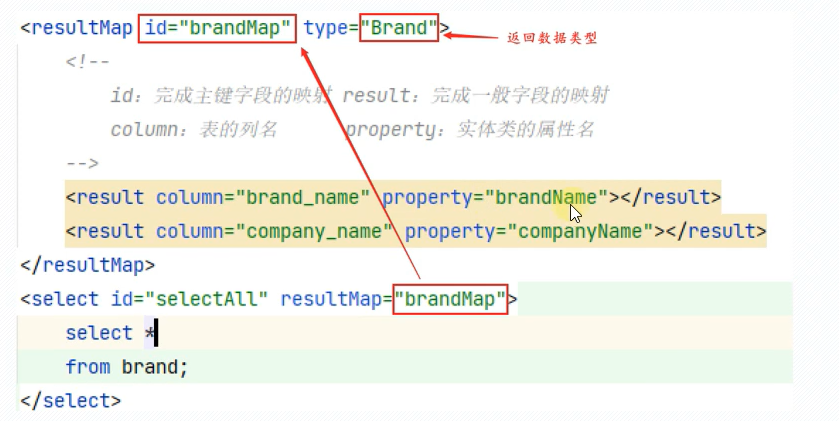 <resultMap id="brandMap" type="Brand"> 返回数据类型
<!--
id：完成主键字段的映射 result：完成一般字段的映射
column：表的列名 property：实体类的属性名
-->
<result column="brand_name" property="brandName"></result>
<result column="company_name" property="companyName"></result>
</resultMap>
<select id="selectAll" resultMap="brandMap">
select *
from brand;
</select>